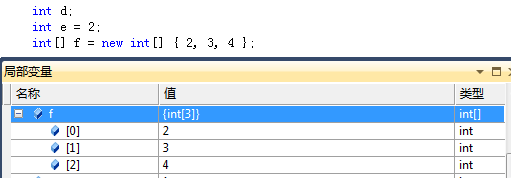 int d;
int e = 2;
int[] f = new int[] { 2, 3, 4 };
局部变量
名称 值 类型
f {int[3]} int[]
[0] 2 int
[1] 3 int
[2] 4 int